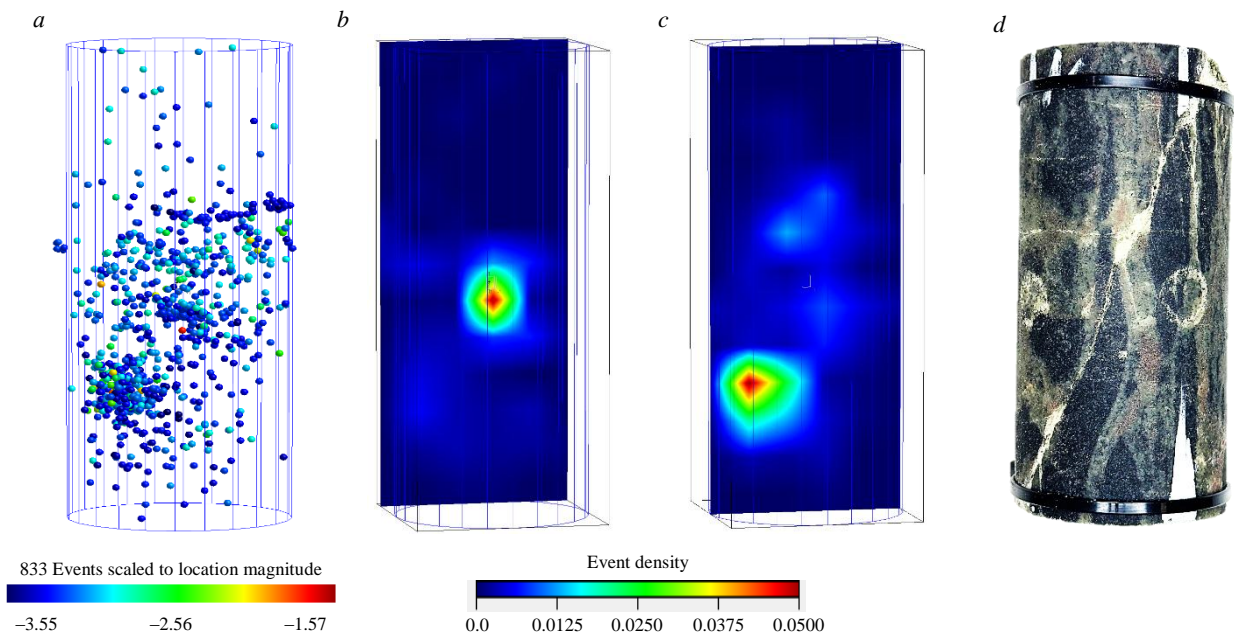 a
b
c
d
833 Events scaled to location magnitude
−3.55 −2.56 −1.57
Event density
0.0 0.0125 0.0250 0.0375 0.0500